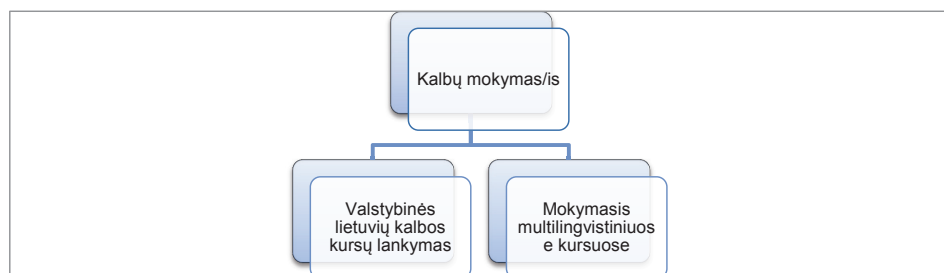 Kalbų mokymas/is
Valstybinės
lietuvių kalbos
kursų lankymas
Mokymasis
multilingvistiniuos
e kursuose